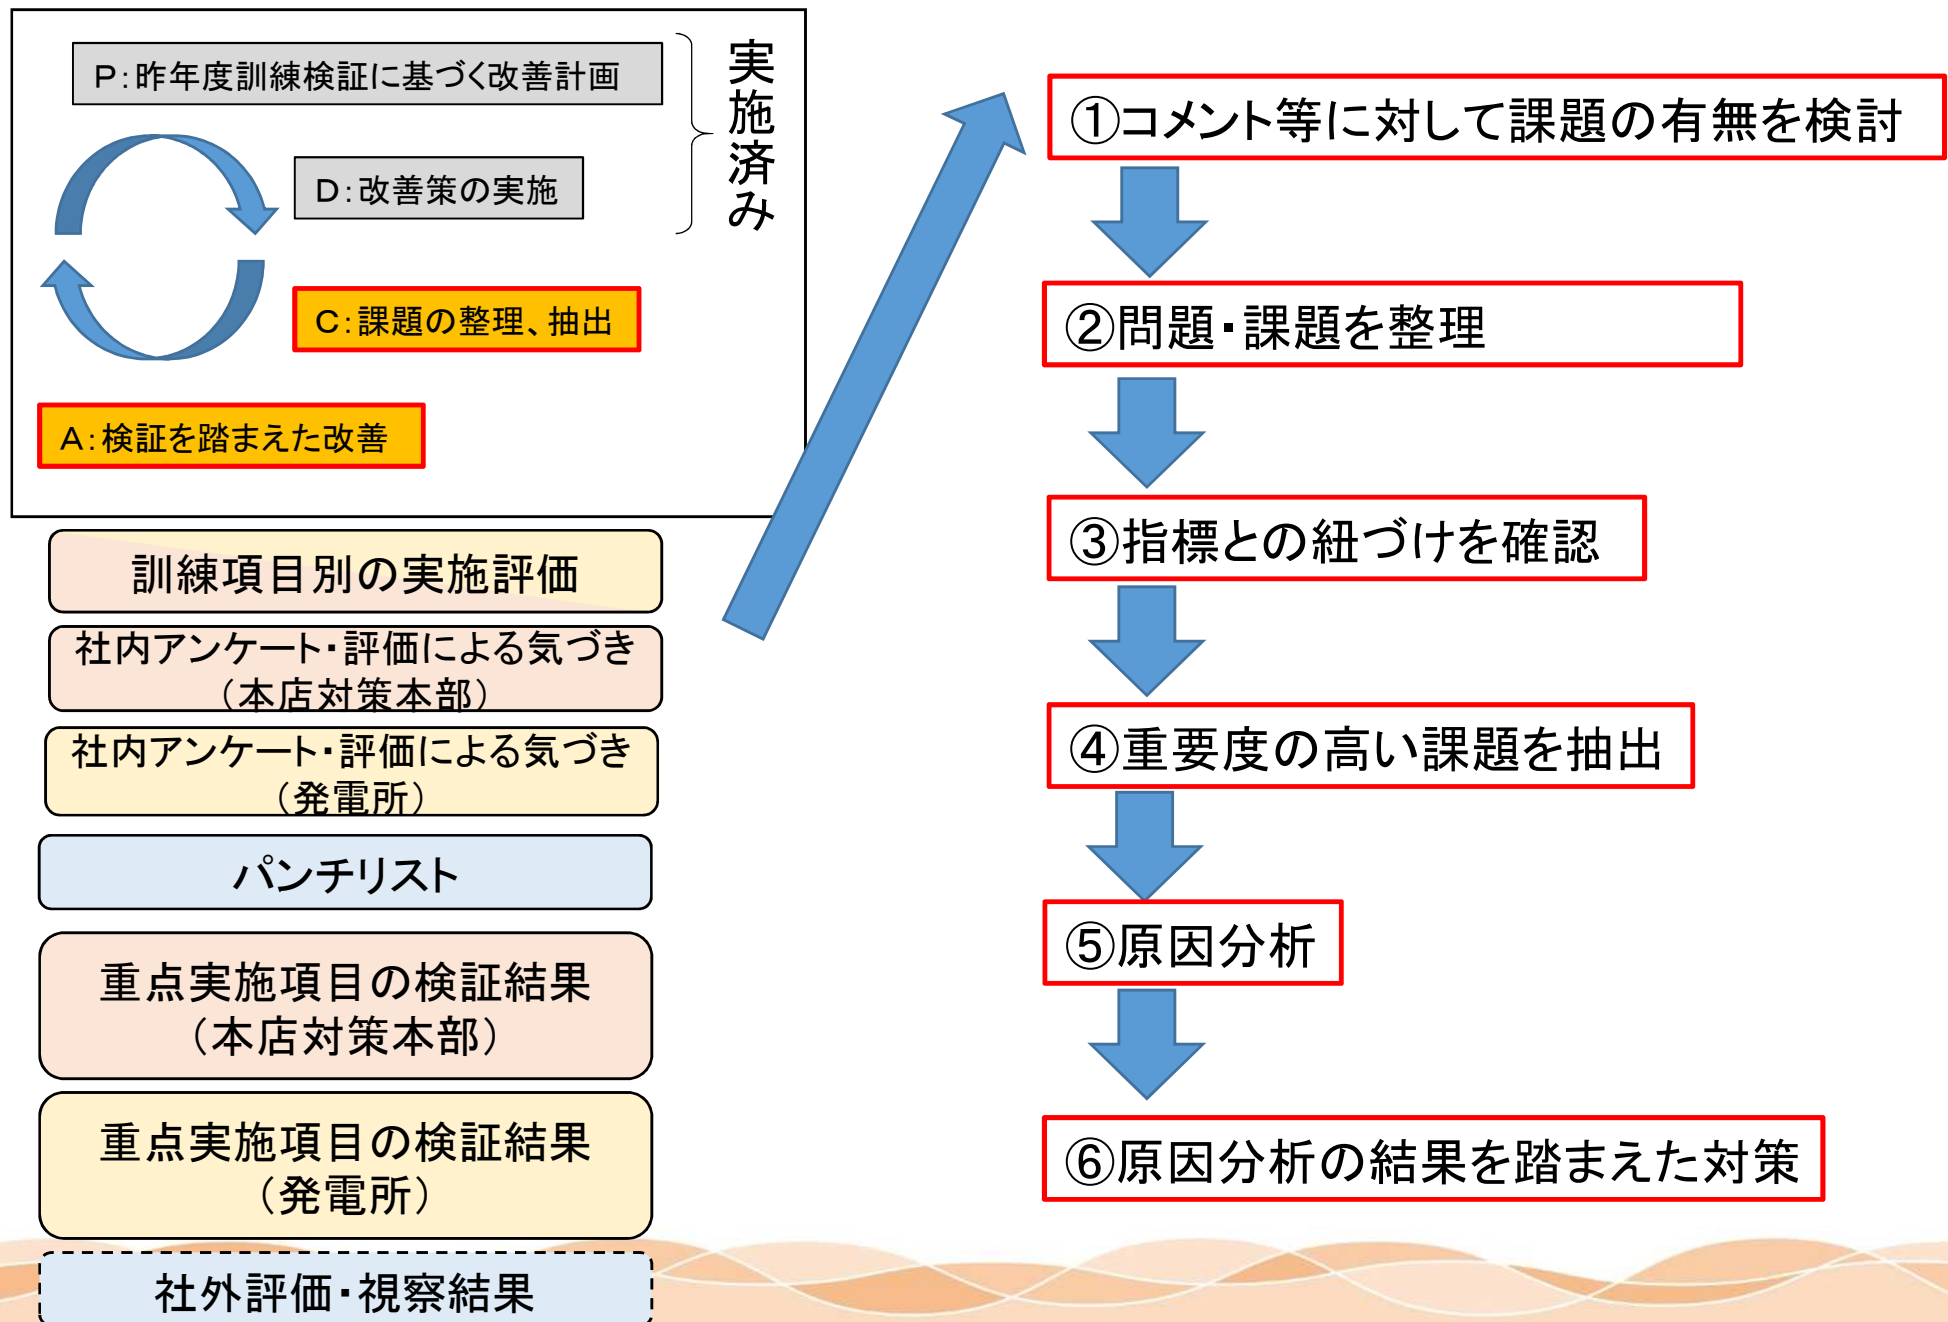 P:昨年度訓練検証に基づく改善計画
D:改善策の実施
実施済み
C:課題の整理、抽出
A:検証を踏まえた改善
訓練項目別の実施評価
社内アンケート・評価による気づき
（本店対策本部）
社内アンケート・評価による気づき
（発電所）
パンチリスト
重点実施項目の検証結果
（本店対策本部）
重点実施項目の検証結果
（発電所）
社外評価・視察結果
①コメント等に対して課題の有無を検討
②問題・課題を整理
③指標との紐づけを確認
④重要度の高い課題を抽出
⑤原因分析
⑥原因分析の結果を踏まえた対策